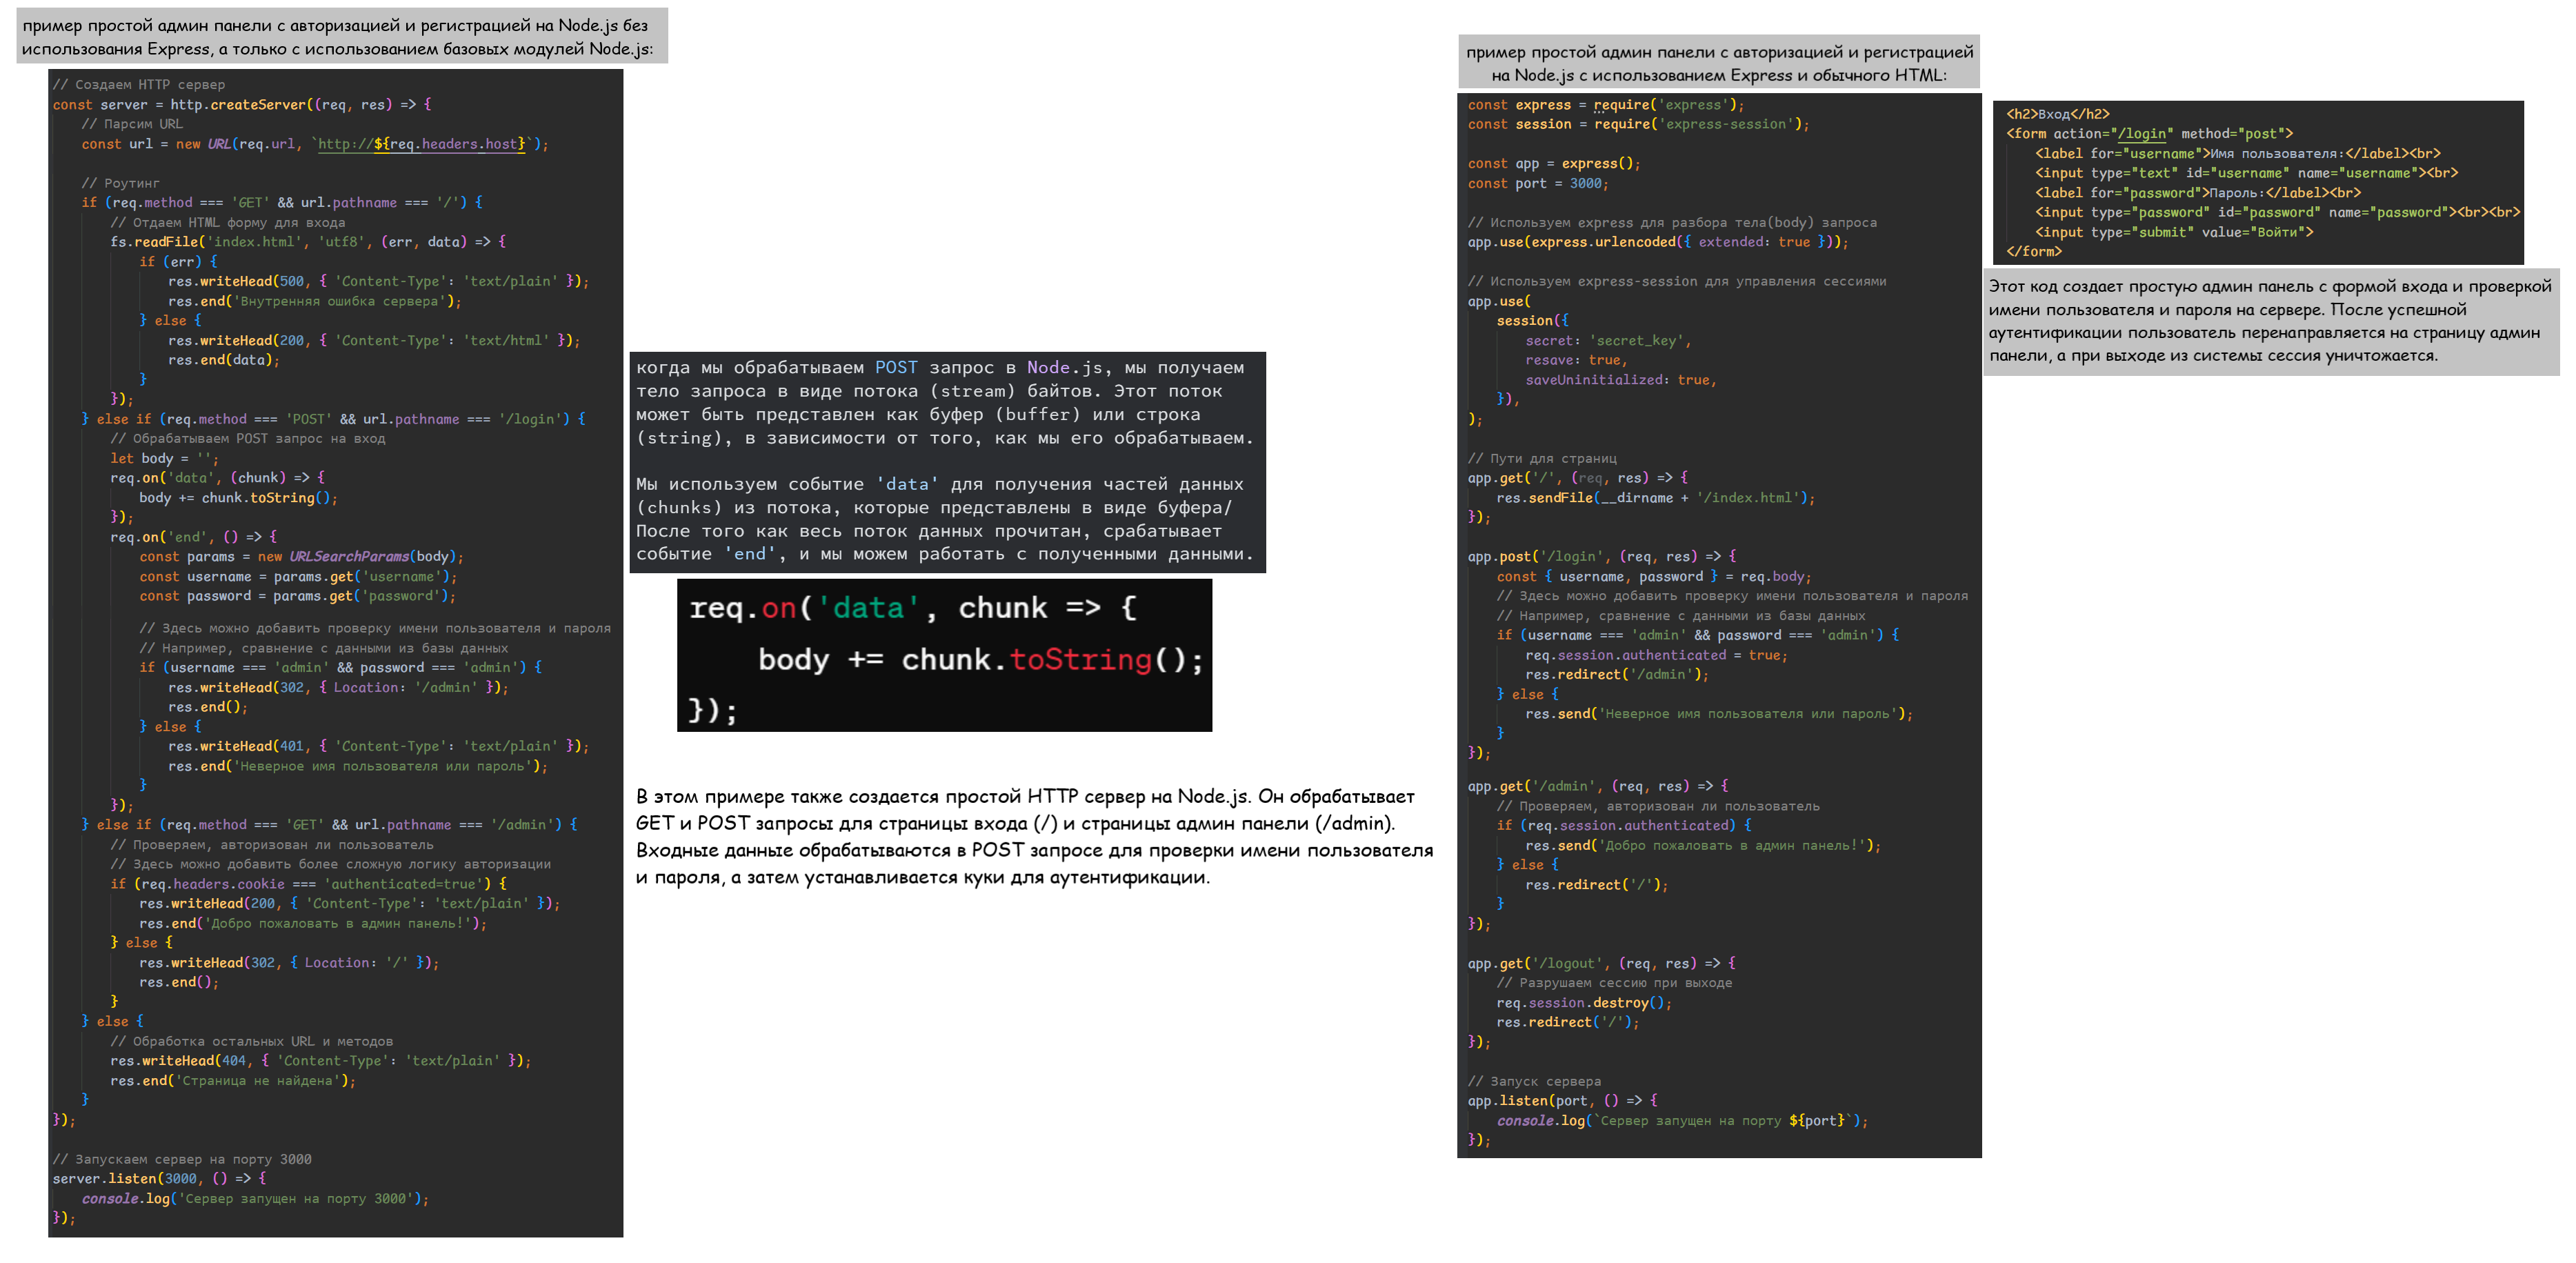 пример простой админ панели с авторизацией и регистрацией на Node.js без
использования Express, а только с использованием базовых модулей Node.js:
// Создаем HTTP сервер
const server = http.createServer((req, res) => {
    // Парсим URL
    const url = new URL(req.url, `http://${req.headers.host}`);

    // Роутинг
    if (req.method === 'GET' && url.pathname === '/') {
        // Отдаем HTML форму для входа
        fs.readFile('index.html', 'utf8', (err, data) => {
            if (err) {
                res.writeHead(500, { 'Content-Type': 'text/plain' });
                res.end('Внутренняя ошибка сервера');
            } else {
                res.writeHead(200, { 'Content-Type': 'text/html' });
                res.end(data);
            }
        });
    } else if (req.method === 'POST' && url.pathname === '/login') {
        // Обрабатываем POST запрос на вход
        let body = '';
        req.on('data', (chunk) => {
            body += chunk.toString();
        });
        req.on('end', () => {
            const params = new URLSearchParams(body);
            const username = params.get('username');
            const password = params.get('password');

            // Здесь можно добавить проверку имени пользователя и пароля
            // Например, сравнение с данными из базы данных
            if (username === 'admin' && password === 'admin') {
                res.writeHead(302, { Location: '/admin' });
                res.end();
            } else {
                res.writeHead(401, { 'Content-Type': 'text/plain' });
                res.end('Неверное имя пользователя или пароль');
            }
        });
    } else if (req.method === 'GET' && url.pathname === '/admin') {
        // Проверяем, авторизован ли пользователь
        // Здесь можно добавить более сложную логику авторизации
        if (req.headers.cookie === 'authenticated=true') {
            res.writeHead(200, { 'Content-Type': 'text/plain' });
            res.end('Добро пожаловать в админ панель!');
        } else {
            res.writeHead(302, { Location: '/' });
            res.end();
        }
    } else {
        // Обработка остальных URL и методов
        res.writeHead(404, { 'Content-Type': 'text/plain' });
        res.end('Страница не найдена');
    }
});

// Запускаем сервер на порту 3000
server.listen(3000, () => {
    console.log('Сервер запущен на порту 3000');
});
когда мы обрабатываем POST запрос в Node.js, мы получаем
тело запроса в виде потока (stream) байтов. Этот поток
может быть представлен как буфер (buffer) или строка
(string), в зависимости от того, как мы его обрабатываем.

Мы используем событие 'data' для получения частей данных
(chunks) из потока, которые представлены в виде буфера/
После того как весь поток данных прочитан, срабатывает
событие 'end', и мы можем работать с полученными данными.
req.on('data', chunk => {
    body += chunk.toString();
});
В этом примере также создается простой HTTP сервер на Node.js. Он обрабатывает
GET и POST запросы для страницы входа (/) и страницы админ панели (/admin).
Входные данные обрабатываются в POST запросе для проверки имени пользователя
и пароля, а затем устанавливается куки для аутентификации.
пример простой админ панели с авторизацией и регистрацией
на Node.js с использованием Express и обычного HTML:
const express = require('express');
const session = require('express-session');

const app = express();
const port = 3000;

// Используем express для разбора тела(body) запроса
app.use(express.urlencoded({ extended: true }));

// Используем express-session для управления сессиями
app.use(
    session({
        secret: 'secret_key',
        resave: true,
        saveUninitialized: true,
    }),
);

// Пути для страниц
app.get('/', (req, res) => {
    res.sendFile(__dirname + '/index.html');
});

app.post('/login', (req, res) => {
    const { username, password } = req.body;
    // Здесь можно добавить проверку имени пользователя и пароля
    // Например, сравнение с данными из базы данных
    if (username === 'admin' && password === 'admin') {
        req.session.authenticated = true;
        res.redirect('/admin');
    } else {
        res.send('Неверное имя пользователя или пароль');
    }
});

app.get('/admin', (req, res) => {
    // Проверяем, авторизован ли пользователь
    if (req.session.authenticated) {
        res.send('Добро пожаловать в админ панель!');
    } else {
        res.redirect('/');
    }
});

app.get('/logout', (req, res) => {
    // Разрушаем сессию при выходе
    req.session.destroy();
    res.redirect('/');
});

// Запуск сервера
app.listen(port, () => {
    console.log(`Сервер запущен на порту ${port}`);
});
<h2>Вход</h2>
<form action="/login" method="post">
    <label for="username">Имя пользователя:</label><br>
    <input type="text" id="username" name="username"><br>
    <label for="password">Пароль:</label><br>
    <input type="password" id="password" name="password"><br><br>
    <input type="submit" value="Войти">
</form>
Этот код создает простую админ панель с формой входа и проверкой
имени пользователя и пароля на сервере. После успешной
аутентификации пользователь перенаправляется на страницу админ
панели, а при выходе из системы сессия уничтожается.